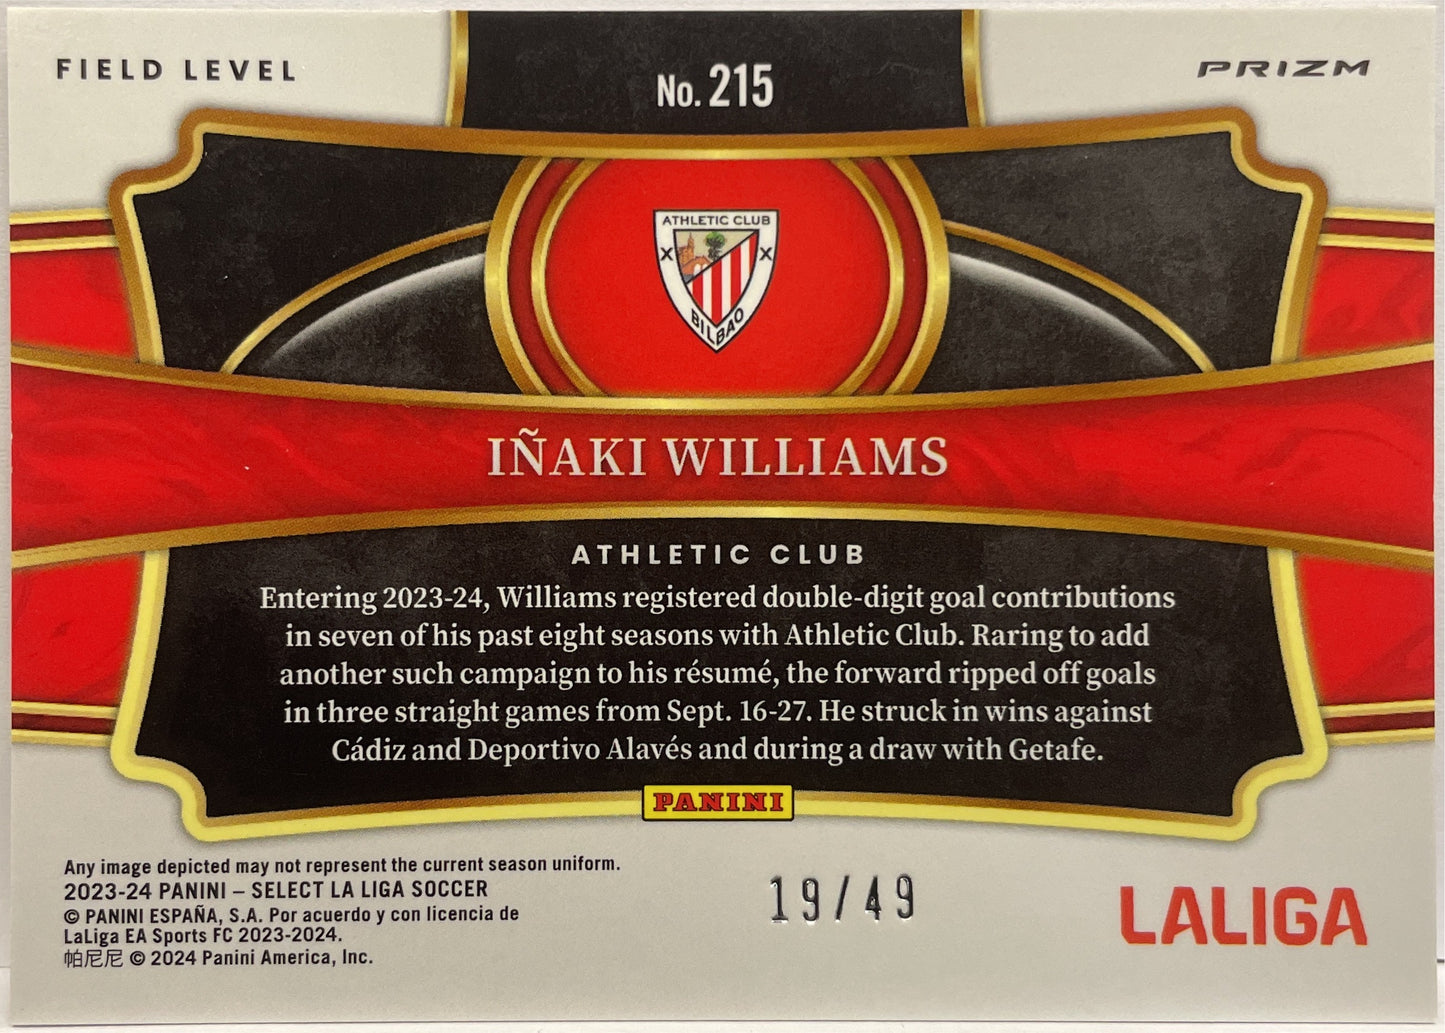 FIELD LEVEL
No. 215
PRIZM
ATHLETIC CLUB
BILBAO
IÑAKI WILLIAMS
ATHLETIC CLUB
Entering 2023-24, Williams registered double-digit goal contributions
in seven of his past eight seasons with Athletic Club. Raring to add
another such campaign to his résumé, the forward ripped off goals
in three straight games from Sept. 16-27. He struck in wins against
Cádiz and Deportivo Alavés and during a draw with Getafe.
PANINI
Any image depicted may not represent the current season uniform.
2023-24 PANINI – SELECT LA LIGA SOCCER
© PANINI ESPAÑA, S.A. Por acuerdo y con licencia de
LaLiga EA Sports FC 2023-2024.
帕尼尼 © 2024 Panini America, Inc.
19/49
LALIGA